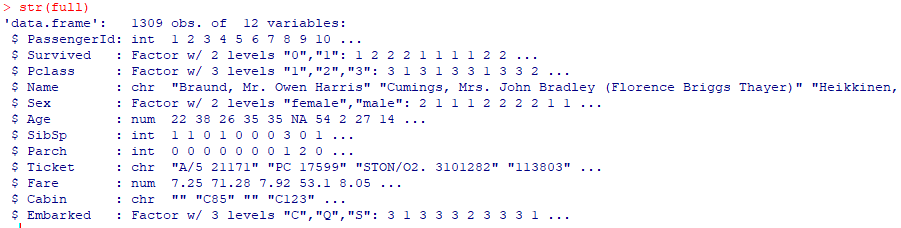 > str(full)
'data.frame':   1309 obs. of  12 variables:
 $ PassengerId: int  1 2 3 4 5 6 7 8 9 10 ...
 $ Survived   : Factor w/ 2 levels "0","1": 1 2 2 2 1 1 1 1 2 2 ...
 $ Pclass     : Factor w/ 3 levels "1","2","3": 3 1 3 1 3 3 1 3 3 2 ...
 $ Name       : chr  "Braund, Mr. Owen Harris" "Cumings, Mrs. John Bradley (Florence Briggs Thayer)" "Heikkinen,
 $ Sex        : Factor w/ 2 levels "female","male": 2 1 1 1 2 2 2 2 1 1 ...
 $ Age        : num  22 38 26 35 35 NA 54 2 27 14 ...
 $ SibSp      : int  1 1 0 1 0 0 0 3 0 1 ...
 $ Parch      : int  0 0 0 0 0 0 0 1 2 0 ...
 $ Ticket     : chr  "A/5 21171" "PC 17599" "STON/O2. 3101282" "113803" ...
 $ Fare       : num  7.25 71.28 7.92 53.1 8.05 ...
 $ Cabin      : chr  "" "C85" "" "C123" ...
 $ Embarked   : Factor w/ 3 levels "C","Q","S": 3 1 3 3 3 2 3 3 3 1 ...